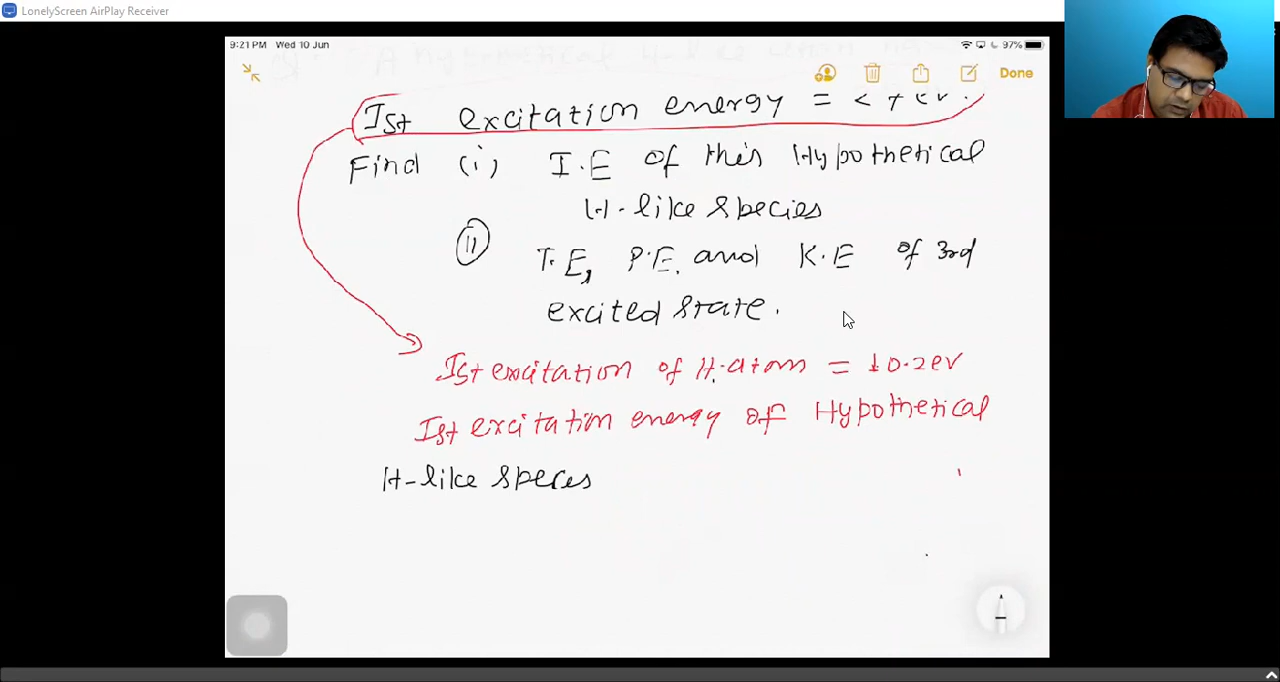 LonelyScreen AirPlay Receiver
9:21 PM Wed 10 Jun
97%
Done
Ist excitation energy =
Find (i) I.E of this Hypothetical
H-like species
(ii) T.E, P.E. and K.E of 3rd
excited state.
Ist excitation of H.atom = 10.2eV
Ist excitation energy of Hypothetical
H-like speces